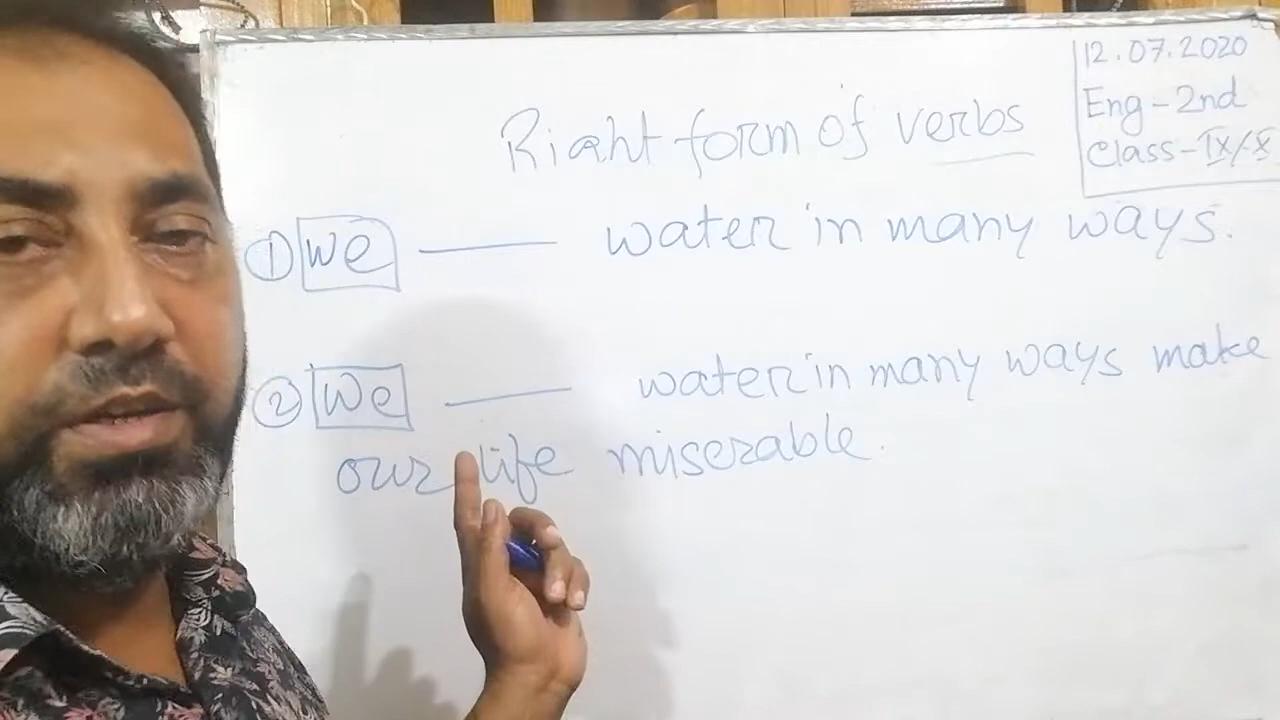 12.07.2020
Eng-2nd
Class-IX/X
Right form of verbs
① We ——— water in many ways.
② We ——— water in many ways make
our life miserable.